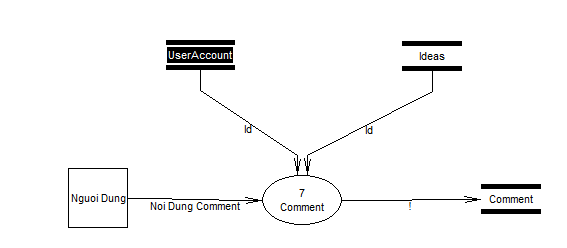 UserAccount
Ideas
Id
Id
7
Nguoi Dung
Noi Dung Comment
Comment
!
Comment